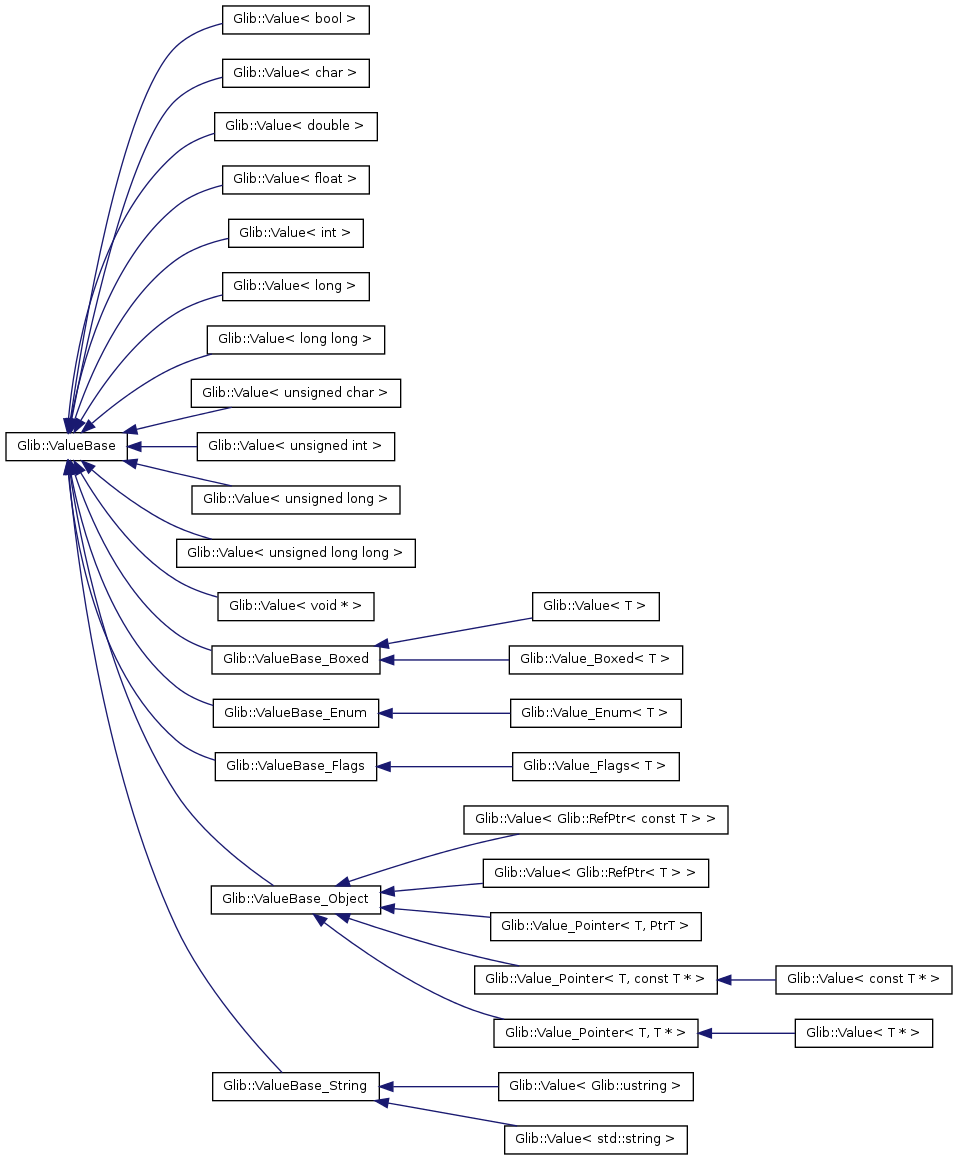 Glib::Value< bool >
Glib::Value< char >
Glib::Value< double >
Glib::Value< float >
Glib::Value< int >
Glib::Value< long >
Glib::Value< long long >
Glib::Value< unsigned char >
Glib::ValueBase
Glib::Value< unsigned int >
Glib::Value< unsigned long >
Glib::Value< unsigned long long >
Glib::Value< void * >
Glib::Value< T >
Glib::ValueBase_Boxed
Glib::Value_Boxed< T >
Glib::ValueBase_Enum
Glib::Value_Enum< T >
Glib::ValueBase_Flags
Glib::Value_Flags< T >
Glib::Value< Glib::RefPtr< const T > >
Glib::Value< Glib::RefPtr< T > >
Glib::ValueBase_Object
Glib::Value_Pointer< T, PtrT >
Glib::Value_Pointer< T, const T * >
Glib::Value< const T * >
Glib::Value_Pointer< T, T * >
Glib::Value< T * >
Glib::ValueBase_String
Glib::Value< Glib::ustring >
Glib::Value< std::string >